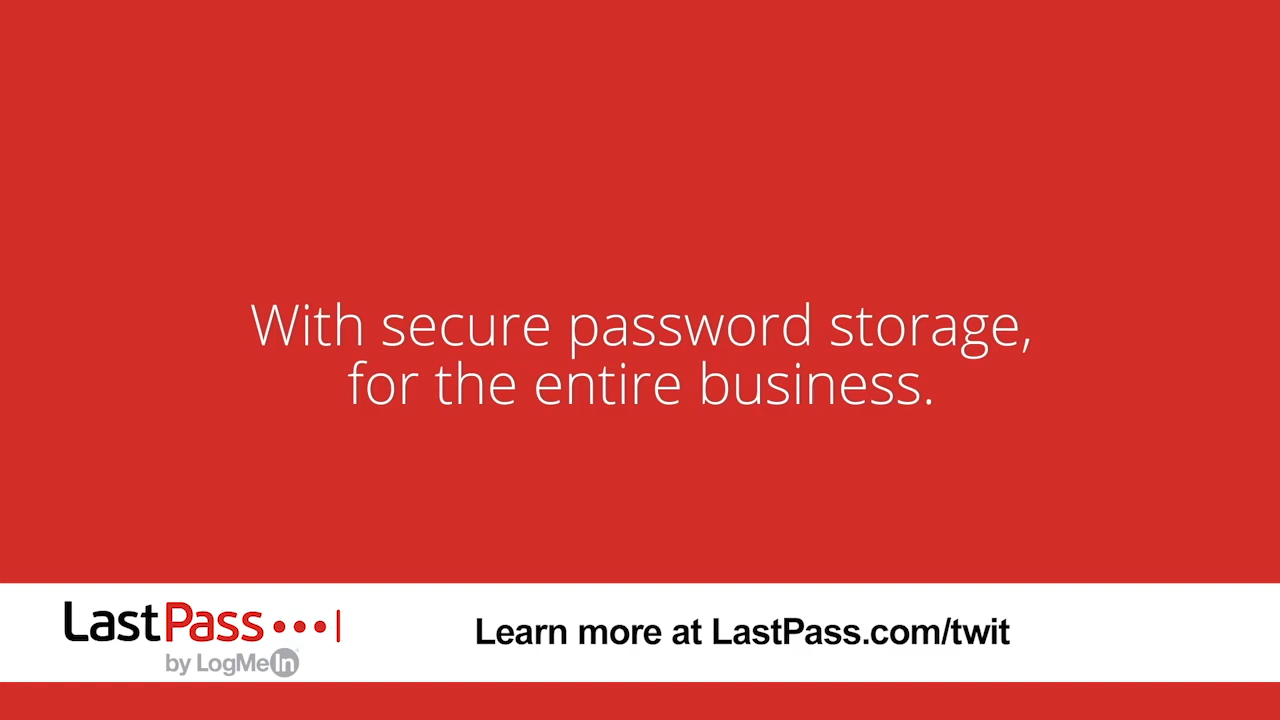 With secure password storage,
for the entire business.
LastPass
by LogMeIn
Learn more at LastPass.com/twit